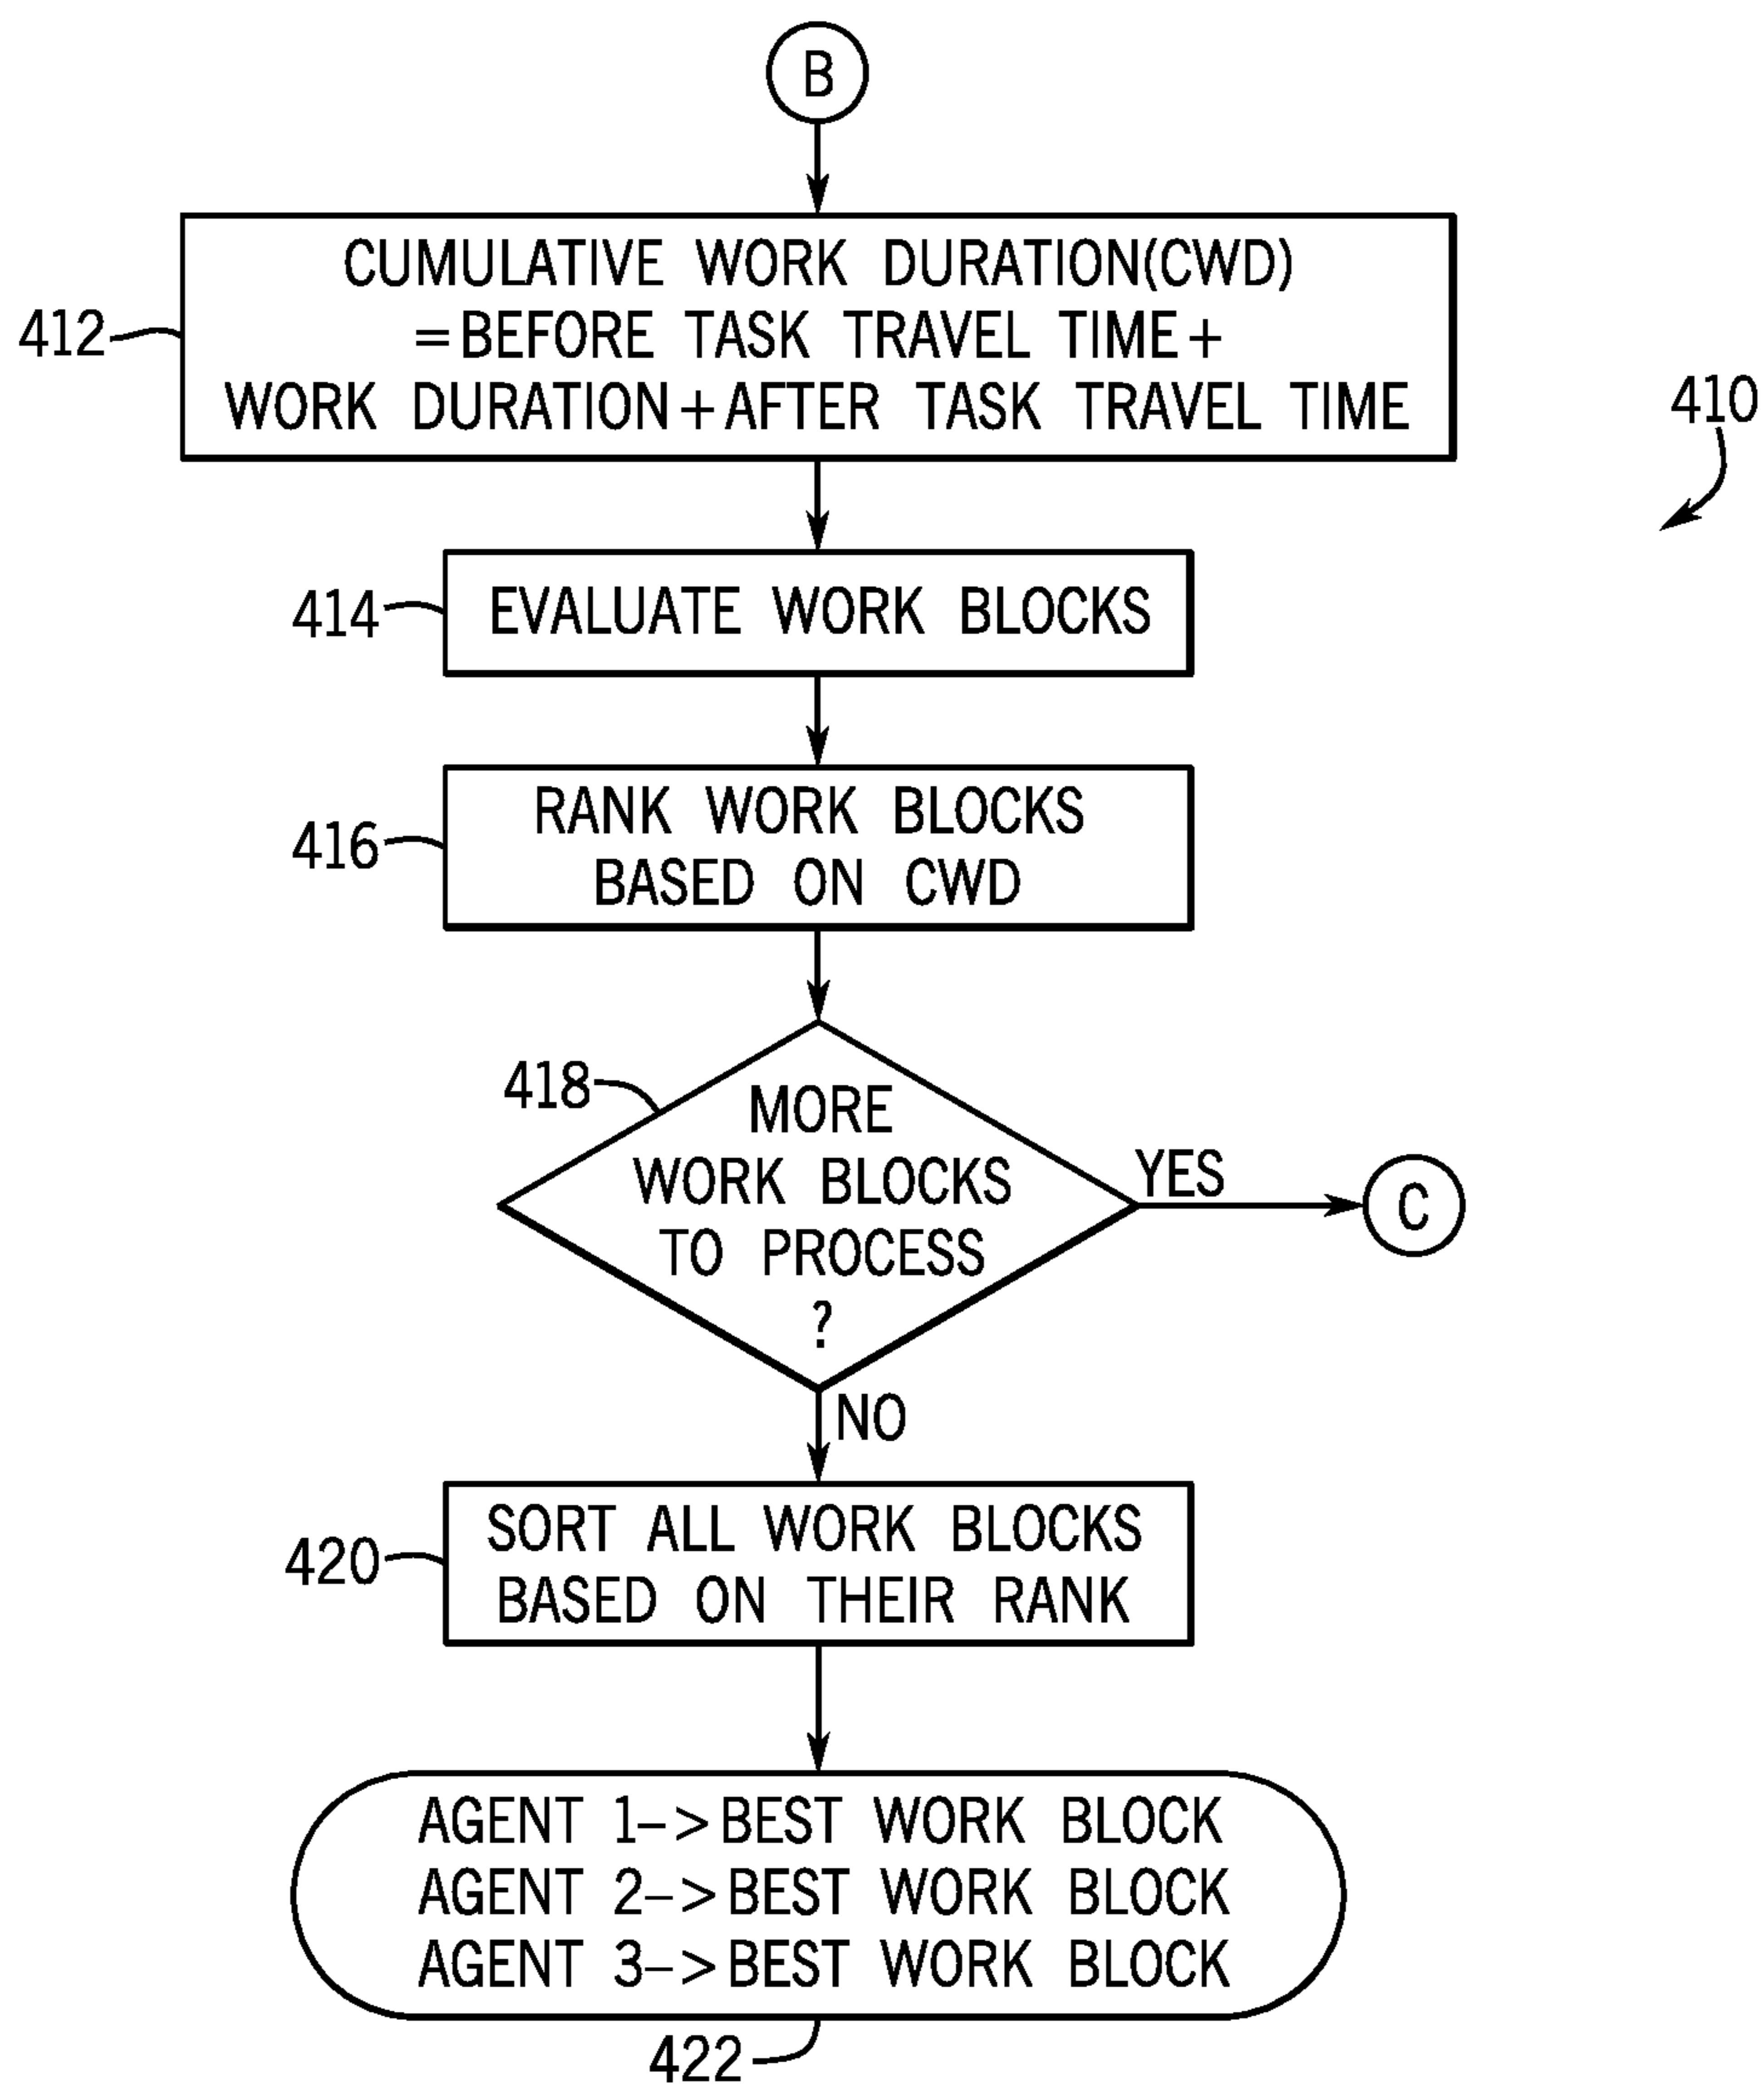 B
CUMULATIVE WORK DURATION(CWD)
=BEFORE TASK TRAVEL TIME+
WORK DURATION+AFTER TASK TRAVEL TIME
412
410
EVALUATE WORK BLOCKS
414
RANK WORK BLOCKS
BASED ON CWD
416
418
MORE
WORK BLOCKS
TO PROCESS
?
YES
C
NO
SORT ALL WORK BLOCKS
BASED ON THEIR RANK
420
AGENT 1->BEST WORK BLOCK
AGENT 2->BEST WORK BLOCK
AGENT 3->BEST WORK BLOCK
422